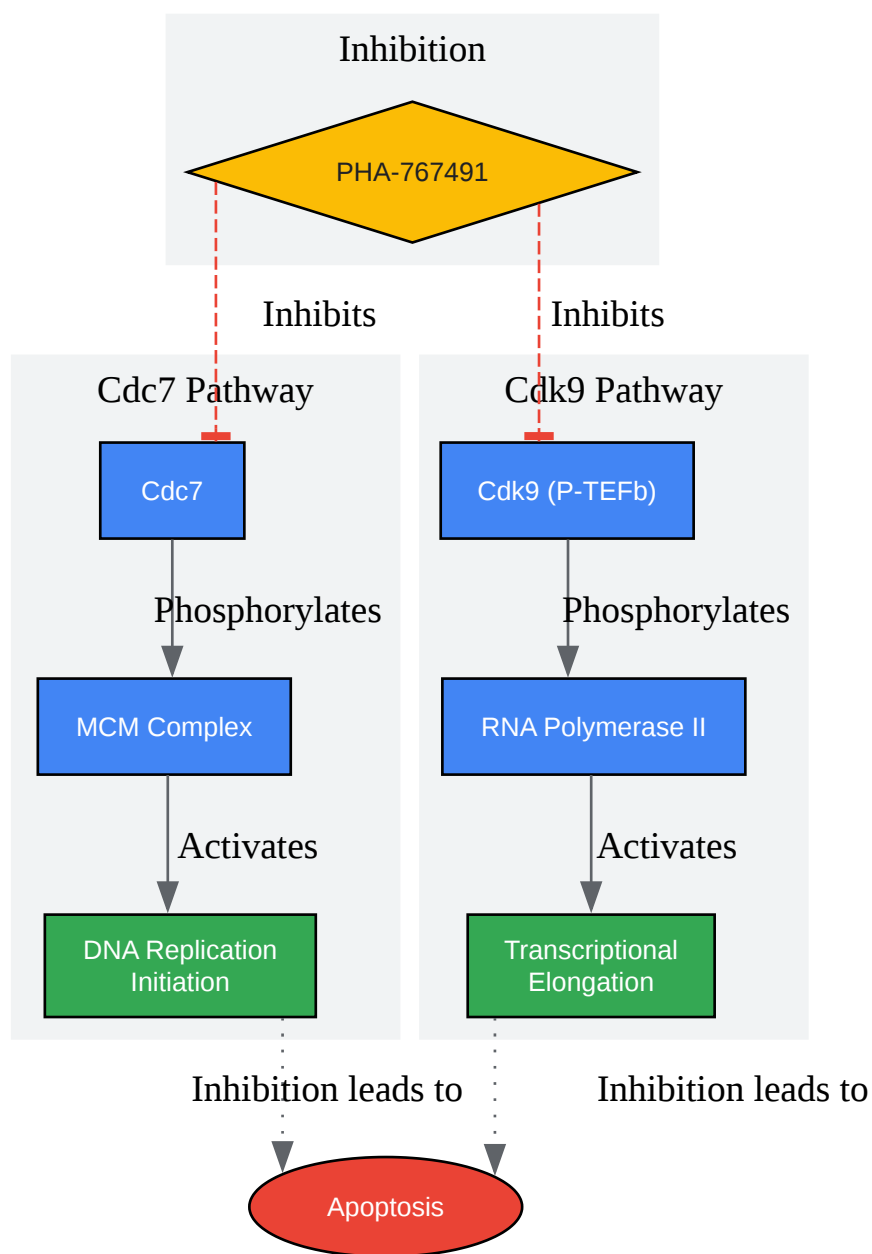 Inhibition
PHA-767491
Inhibits
Inhibits
Cdc7 Pathway
Cdk9 Pathway
Cdc7
Cdk9 (P-TEFb)
Phosphorylates
Phosphorylates
MCM Complex
RNA Polymerase II
Activates
Activates
DNA Replication
Initiation
Transcriptional
Elongation
Inhibition leads to
Inhibition leads to
Apoptosis